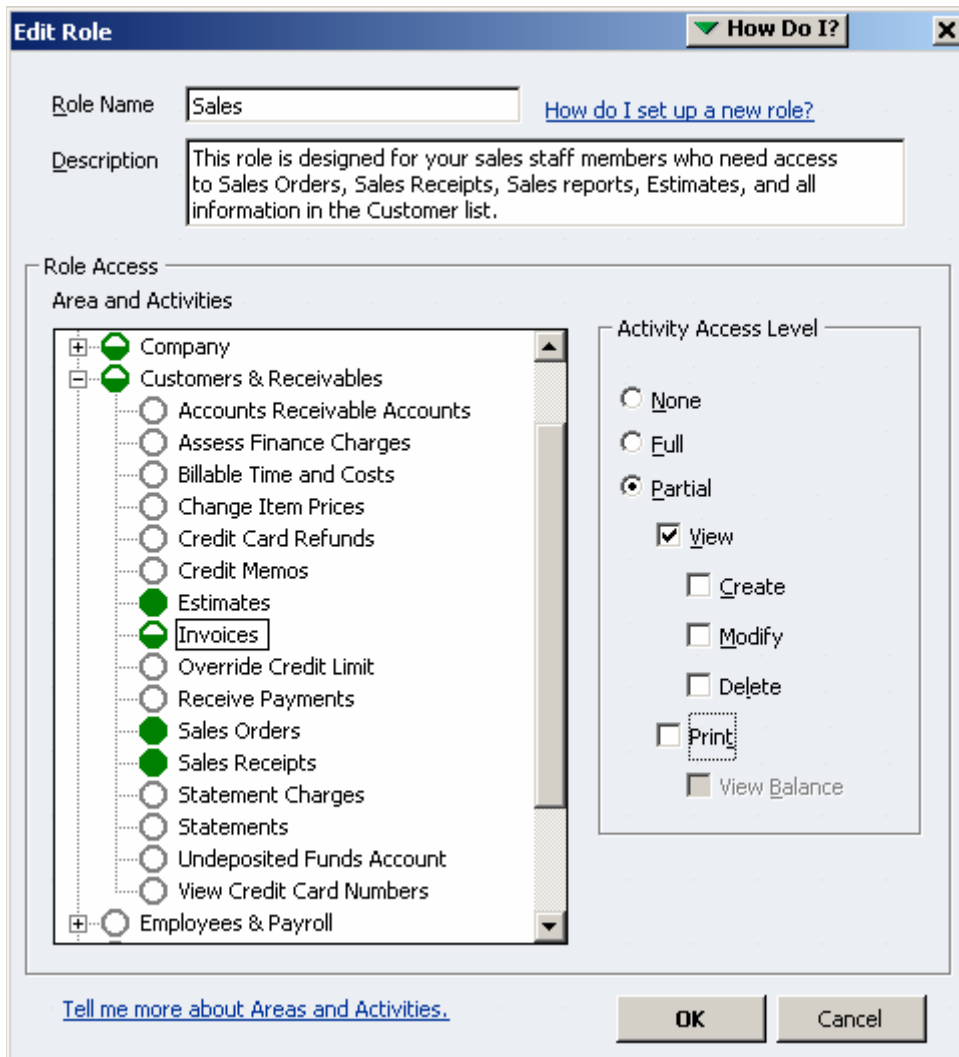 Edit Role
How Do I?
Role Name
Sales
How do I set up a new role?
Description
This role is designed for your sales staff members who need access
to Sales Orders, Sales Receipts, Sales reports, Estimates, and all
information in the Customer list.
Role Access
Area and Activities
Company
Customers & Receivables
Accounts Receivable Accounts
Assess Finance Charges
Billable Time and Costs
Change Item Prices
Credit Card Refunds
Credit Memos
Estimates
Invoices
Override Credit Limit
Receive Payments
Sales Orders
Sales Receipts
Statement Charges
Statements
Undeposited Funds Account
View Credit Card Numbers
Employees & Payroll
Activity Access Level
None
Full
Partial
View
Create
Modify
Delete
Print
View Balance
Tell me more about Areas and Activities.
OK
Cancel